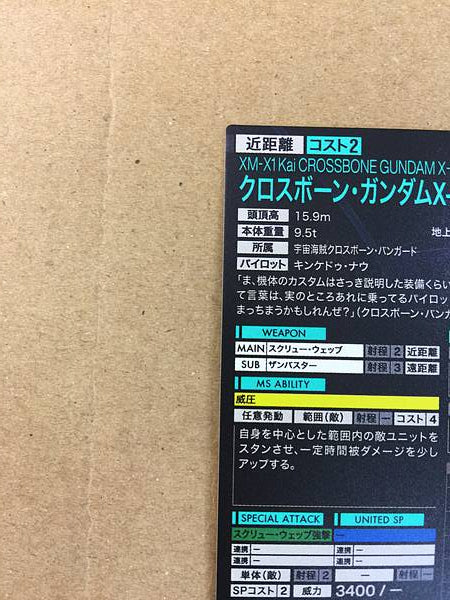 近距離 コスト2
XM-X1Kai CROSSBONE GUNDAM X-
クロスボーン・ガンダムX-
頭頂高 15.9m
本体重量 9.5t 地上
所属 宇宙海賊クロスボーン・バンガード
パイロット キンケドゥ・ナウ
「ま、機体のカスタムはさっき説明した装備くらい
て言葉は、実のところあれに乗ってるパイロッ
まっちまうかもしれんぜ?」(クロスボーン・バンガ
WEAPON
MAIN スクリュー・ウェッブ 射程 2 近距離
SUB ザンバスター 射程 3 遠距離
MS ABILITY
威圧
任意発動 範囲(敵) 射程 ― コスト 4
自身を中心とした範囲内の敵ユニットを
スタンさせ、一定時間被ダメージを少し
アップする。
SPECIAL ATTACK UNITED SP
スクリュー・ウェッブ強撃 ―
連携 ― 連携 ―
連携 ― 連携 ―
単体(敵) 射程 2 ― 射程 ―
SPコスト 2 威力 3400 / ―